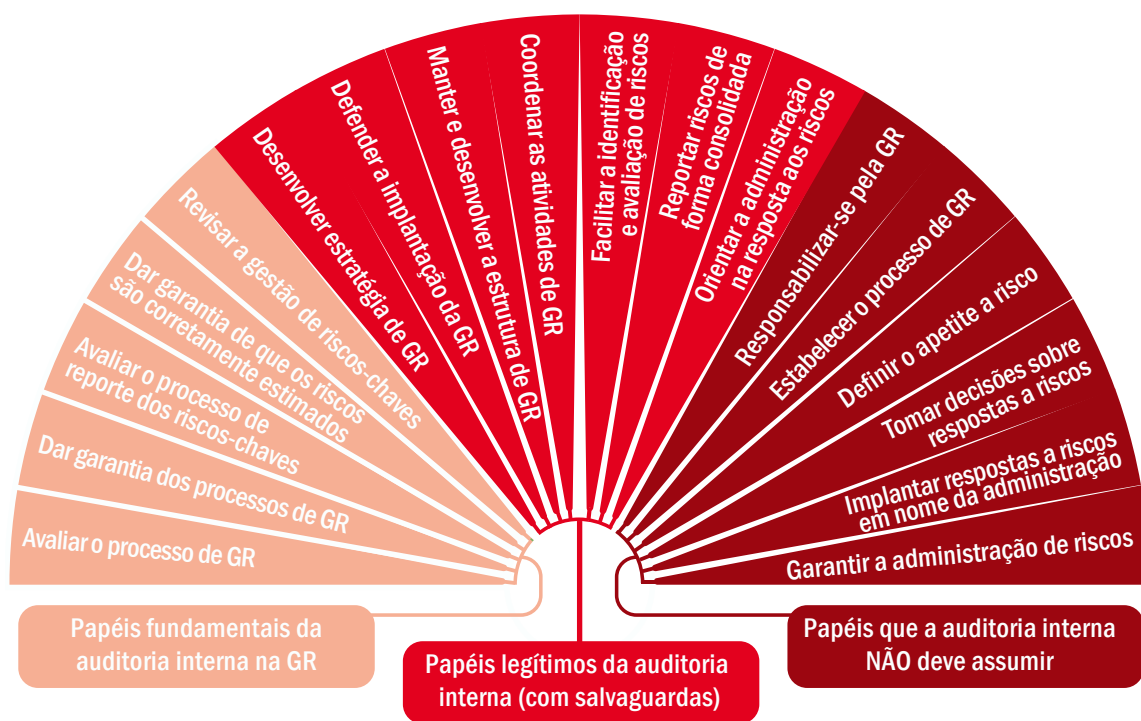 Avaliar o processo de GR
Dar garantia dos processos de GR
Avaliar o processo de
reporte dos riscos-chaves
Dar garantia de que os riscos
são corretamente estimados
Revisar a gestão de riscos-chaves
Desenvolver estratégia de GR
Defender a implantação da GR
Manter e desenvolver a estrutura de GR
Coordenar as atividades de GR
Facilitar a identificação
e avaliação de riscos
Reportar riscos de
forma consolidada
Orientar a administração
na resposta aos riscos
Responsabilizar-se pela GR
Estabelecer o processo de GR
Definir o apetite a risco
Tomar decisões sobre
respostas a riscos
Implantar respostas a riscos
em nome da administração
Garantir a administração de riscos
Papéis fundamentais da
auditoria interna na GR
Papéis legítimos da auditoria
interna (com salvaguardas)
Papéis que a auditoria interna
NÃO deve assumir